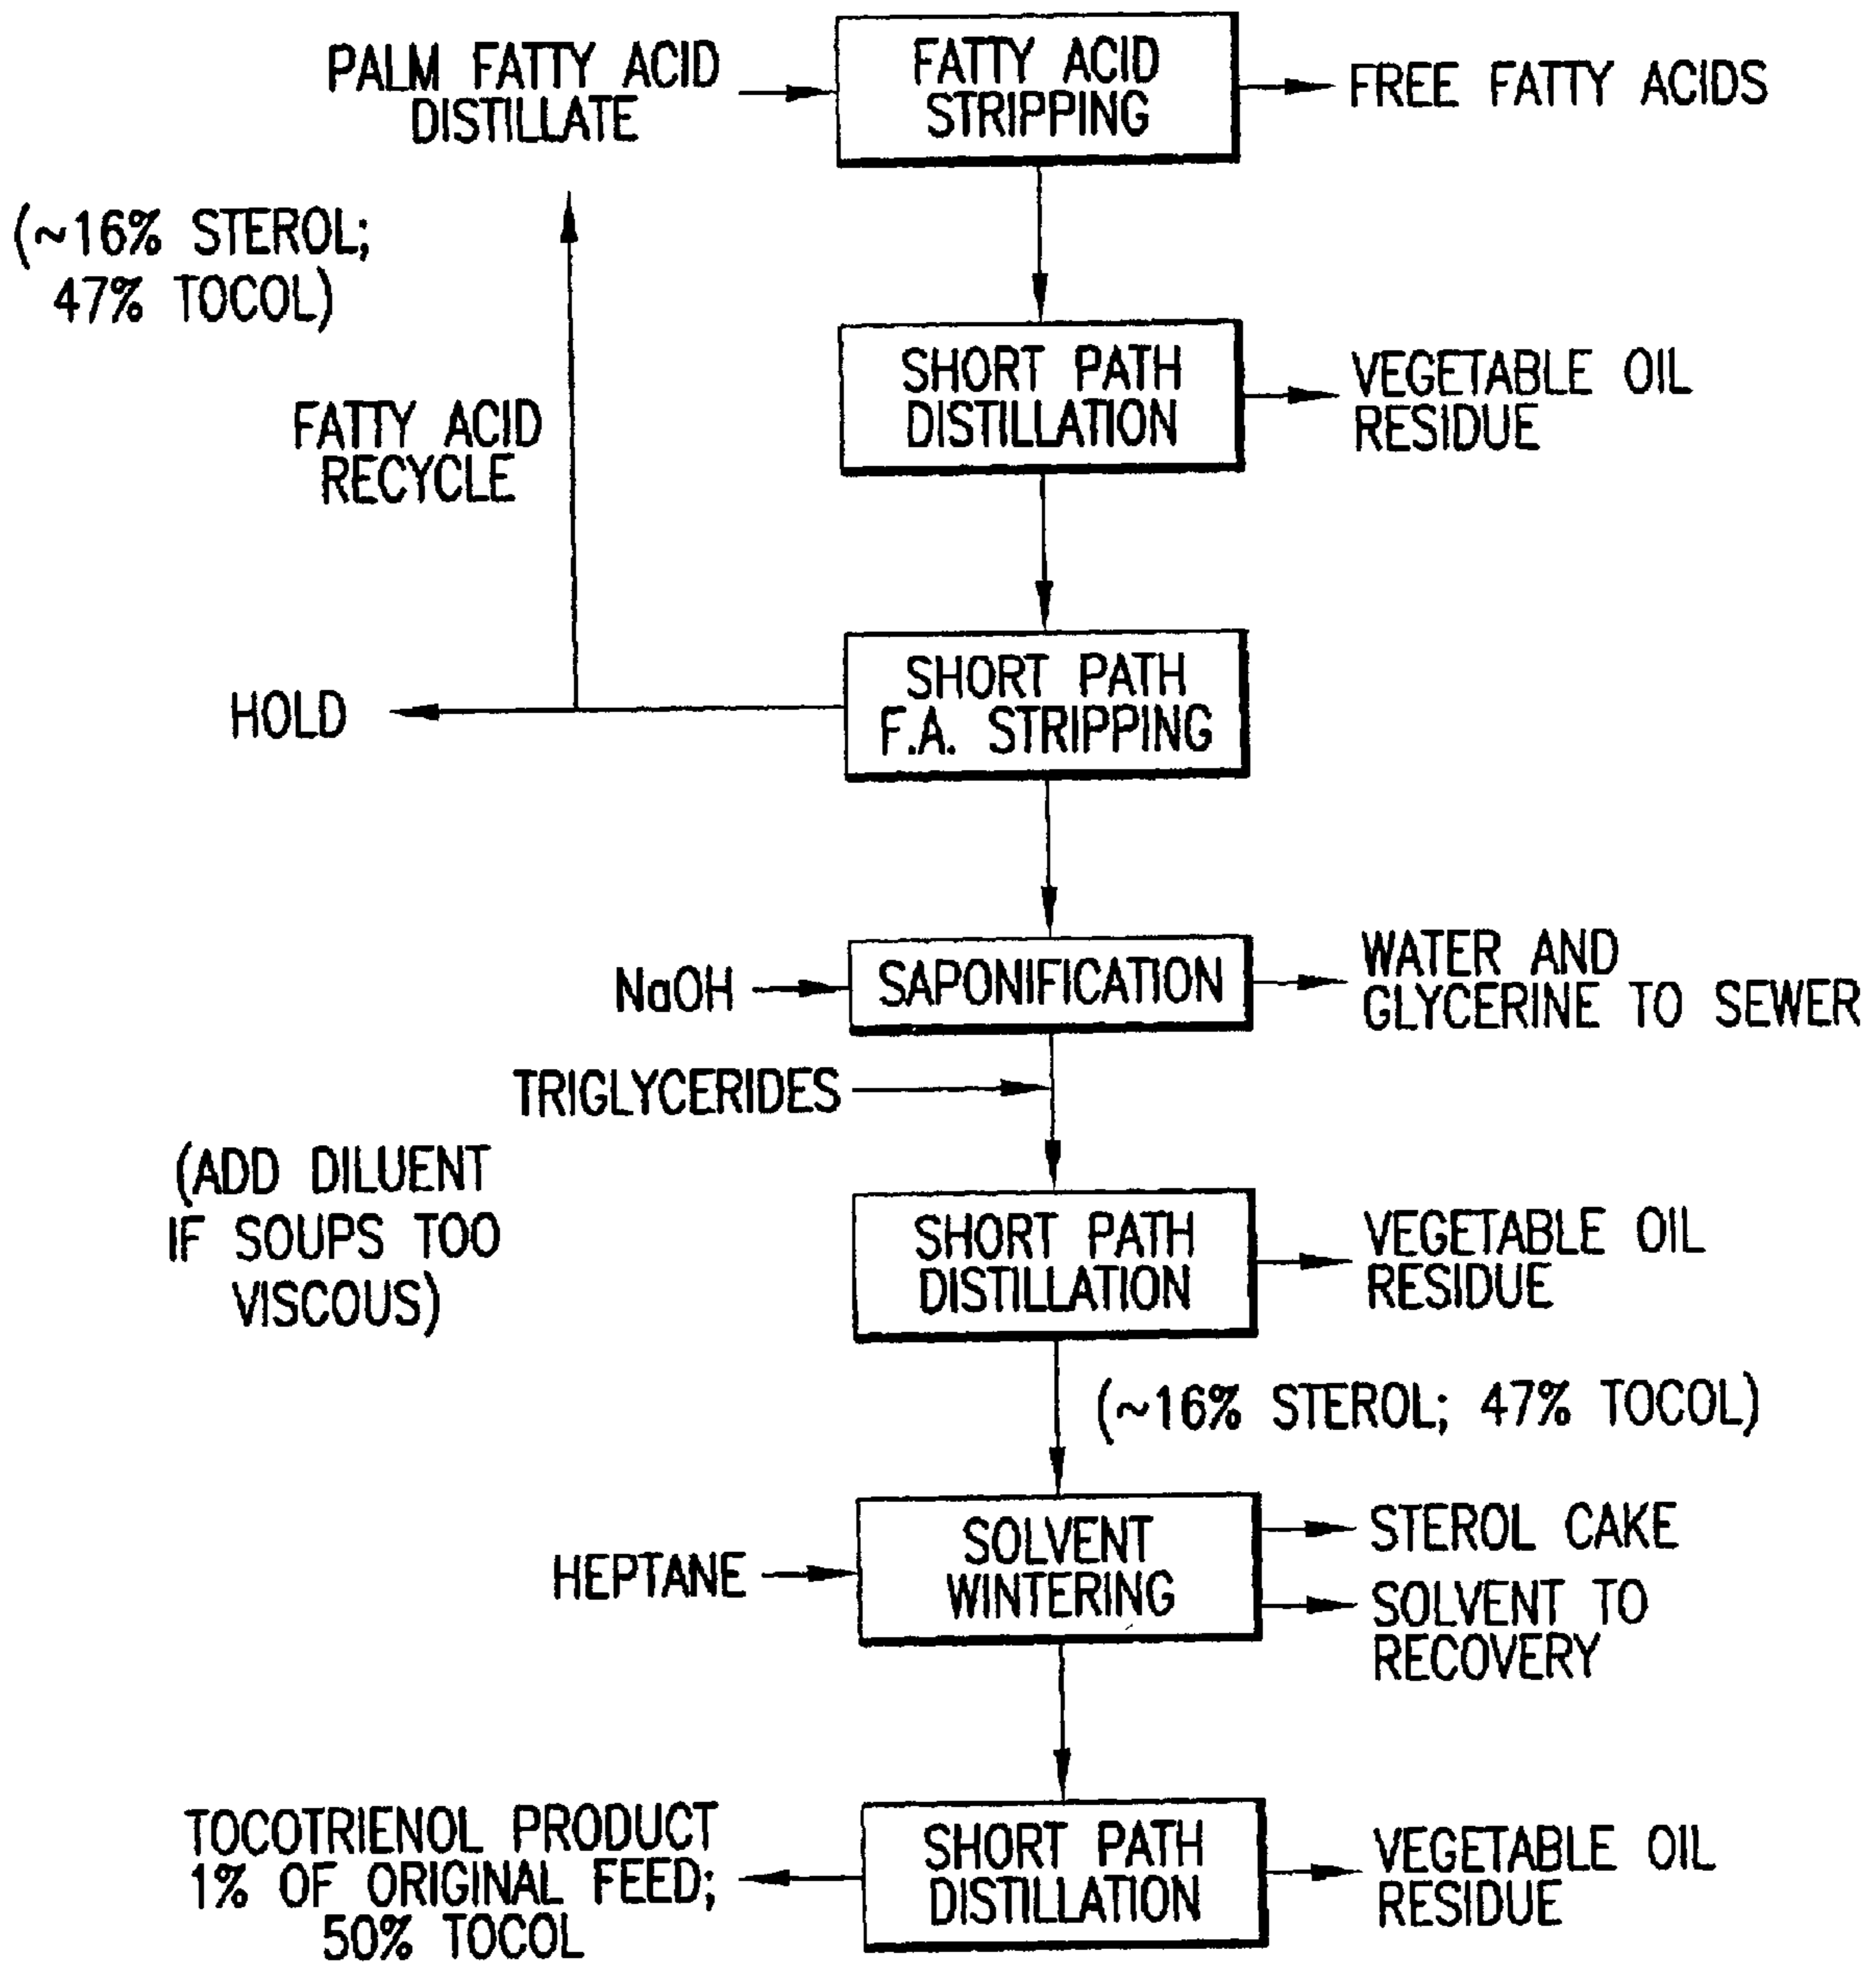 PALM FATTY ACID
DISTILLATE
FATTY ACID
STRIPPING
FREE FATTY ACIDS
(~16% STEROL;
47% TOCOL)
SHORT PATH
DISTILLATION
VEGETABLE OIL
RESIDUE
FATTY ACID
RECYCLE
HOLD
SHORT PATH
F.A. STRIPPING
NaOH
SAPONIFICATION
WATER AND
GLYCERINE TO SEWER
TRIGLYCERIDES
(ADD DILUENT
IF SOUPS TOO
VISCOUS)
SHORT PATH
DISTILLATION
VEGETABLE OIL
RESIDUE
(~16% STEROL; 47% TOCOL)
HEPTANE
SOLVENT
WINTERING
STEROL CAKE
SOLVENT TO
RECOVERY
TOCOTRIENOL PRODUCT
1% OF ORIGINAL FEED;
50% TOCOL
SHORT PATH
DISTILLATION
VEGETABLE OIL
RESIDUE